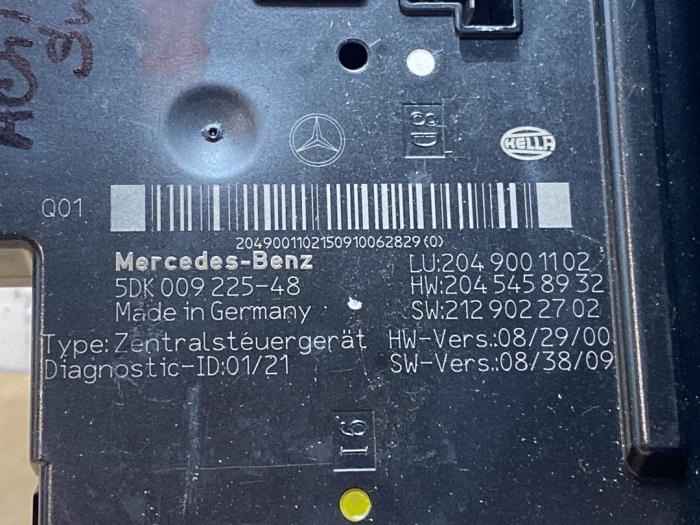 8D
HELLA
Q01
2049001102150910062829(0)
Mercedes-Benz LU:204 900 11 02
5DK 009 225-48 HW:204 545 89 32
Made in Germany SW:212 902 27 02
Type:Zentralsteuergerät HW-Vers.:08/29/00
Diagnostic-ID:01/21 SW-Vers.:08/38/09
16